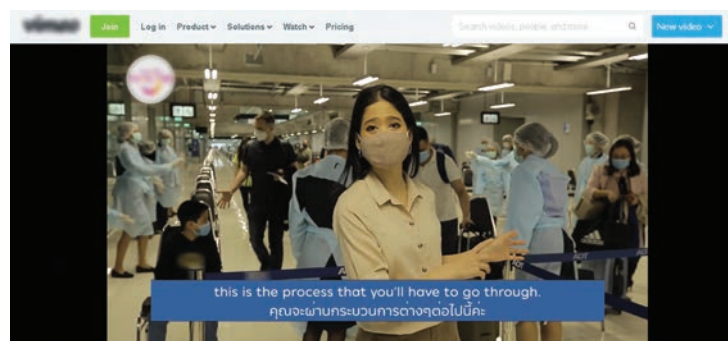 Join Log in Product Solutions Watch Pricing Search videos, people, and more New video
AOT
this is the process that you'll have to go through.
คุณจะผ่านกระบวนการต่างๆต่อไปนี้ค่ะ